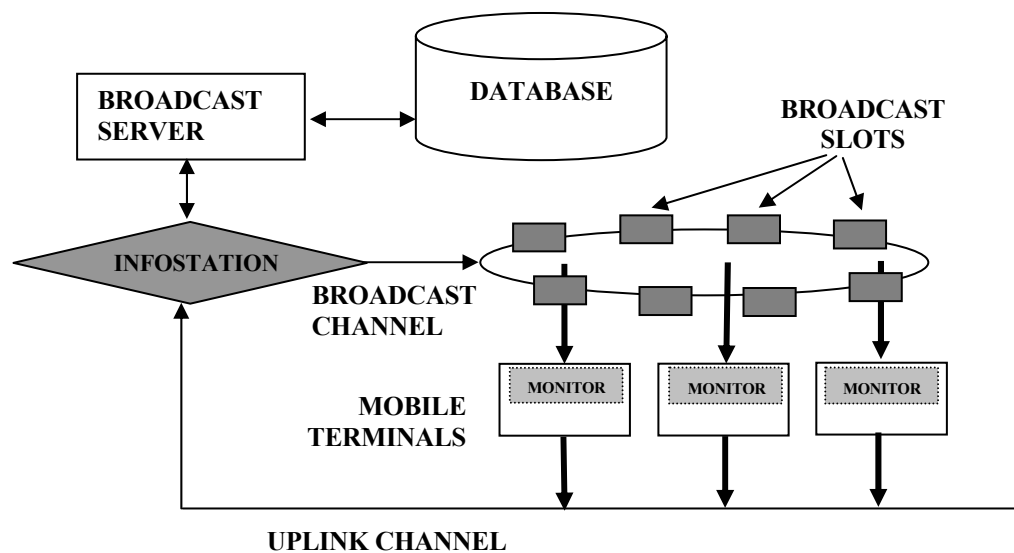 BROADCAST
SERVER
DATABASE
BROADCAST
SLOTS
INFOSTATION
BROADCAST
CHANNEL
MOBILE
TERMINALS
MONITOR
MONITOR
MONITOR
UPLINK CHANNEL